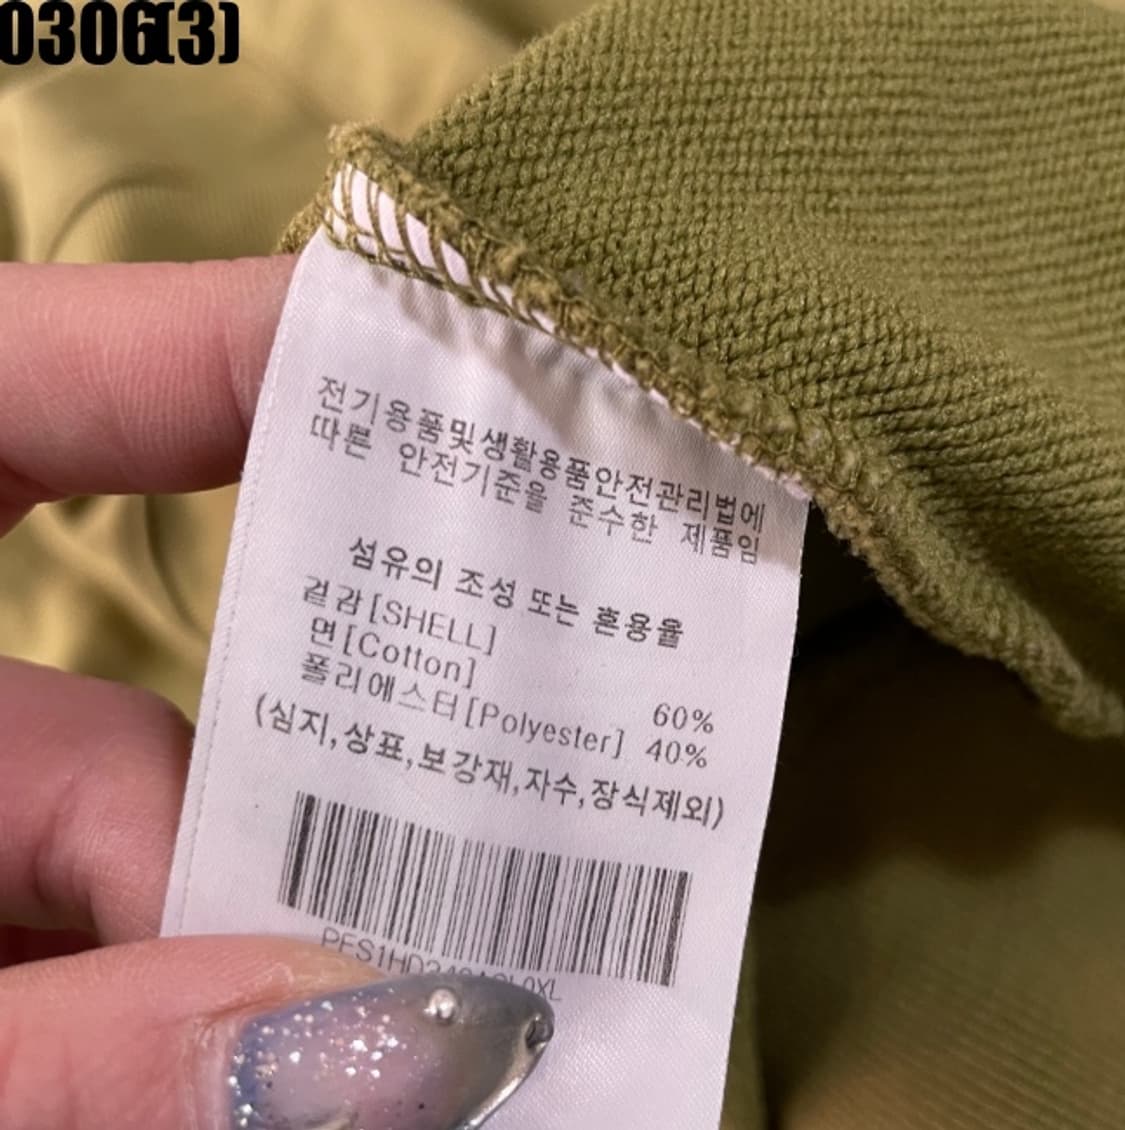 0306(3)
전기용품및생활용품안전관리법에
따른 안전기준을 준수한 제품임
섬유의 조성 또는 혼용율
겉감[SHELL]
면[Cotton] 60%
폴리에스터[Polyester] 40%
(심지,상표,보강재,자수,장식제외)